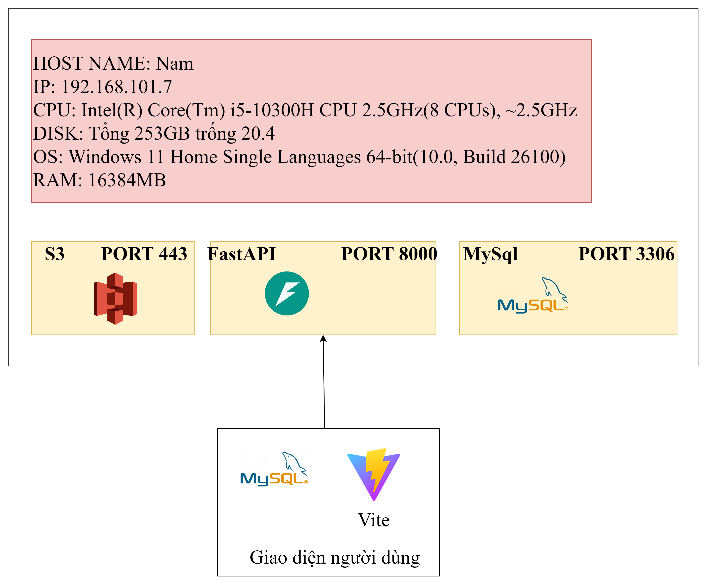 HOST NAME: Nam
IP: 192.168.101.7
CPU: Intel(R) Core(Tm) i5-10300H CPU 2.5GHz(8 CPUs), ~2.5GHz
DISK: Tổng 253GB trống 20.4
OS: Windows 11 Home Single Languages 64-bit(10.0, Build 26100)
RAM: 16384MB
S3 PORT 443
FastAPI PORT 8000
MySql PORT 3306
MySQL
MySQL
Vite
Giao diện người dùng